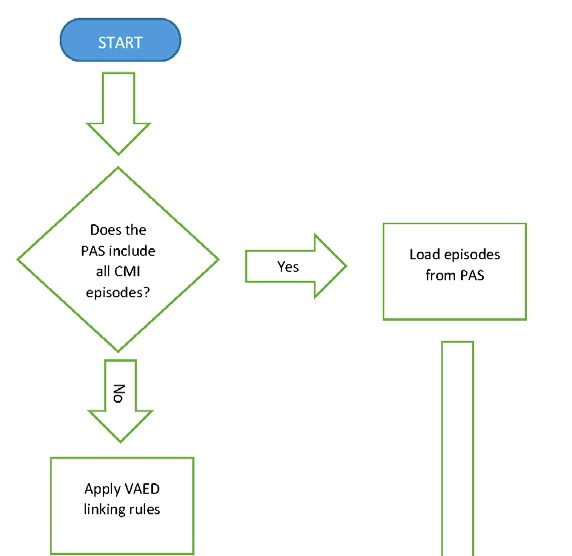 START
Does the
PAS include
all CMI
episodes?
Yes
Load episodes
from PAS
No
Apply VAED
linking rules